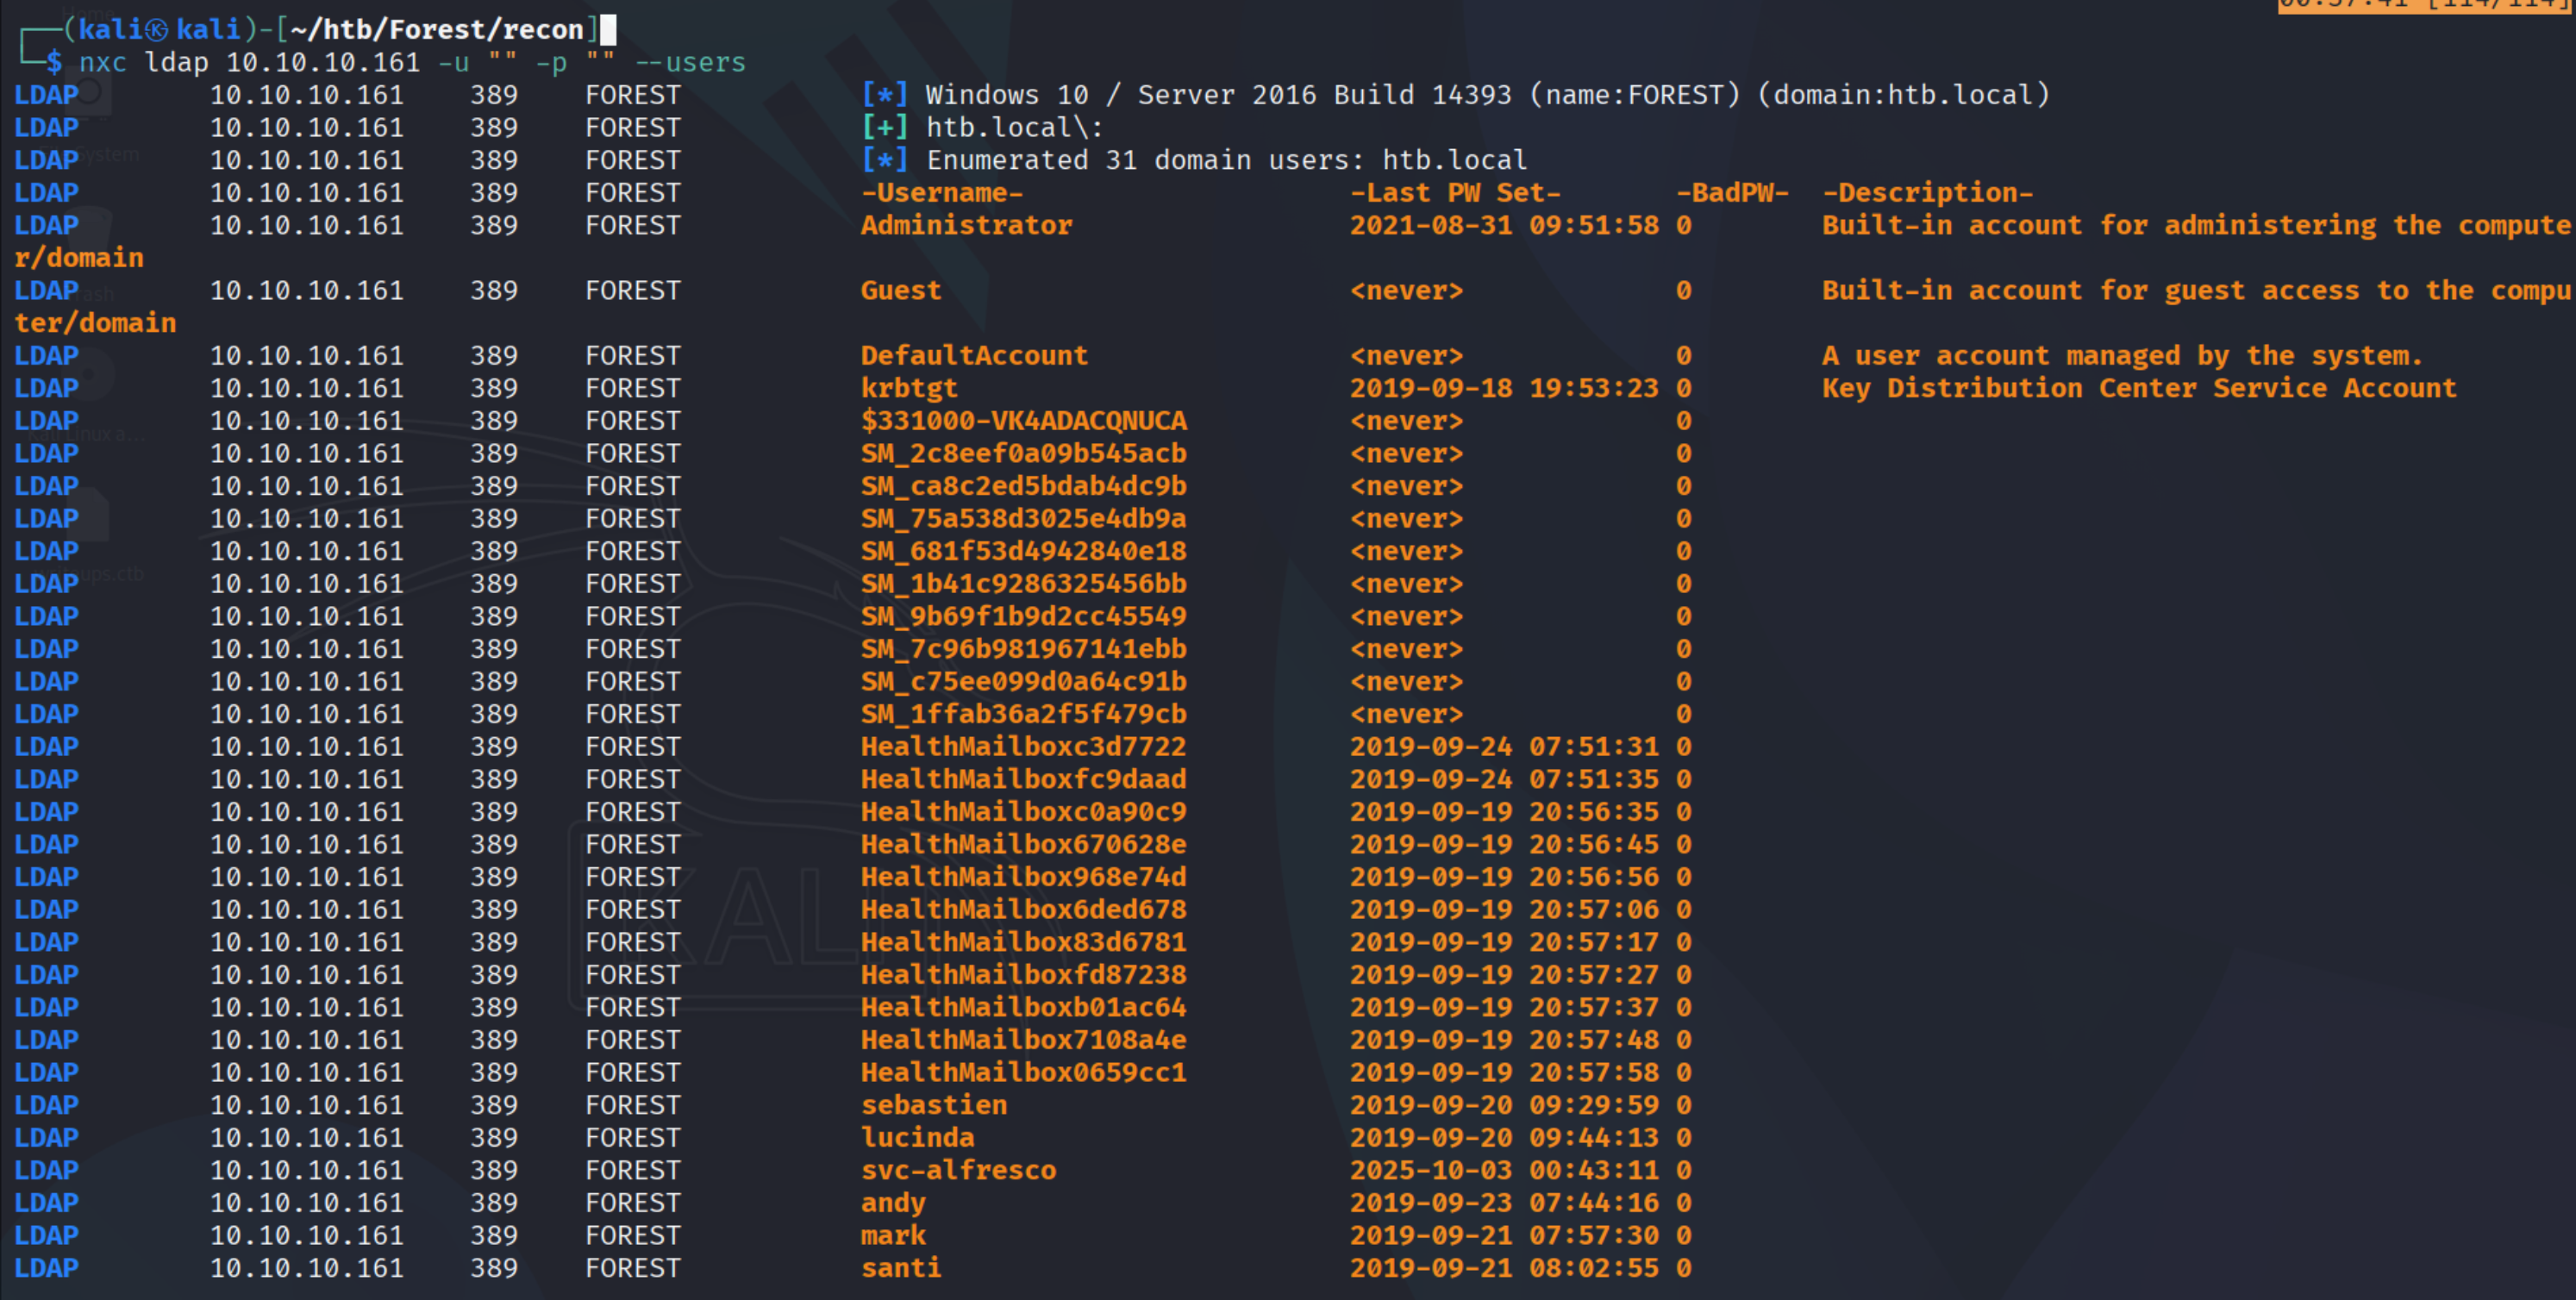 00:37:41 [114/114]
Home
┌──(kali㉿kali)-[~/htb/Forest/recon]
└─$ nxc ldap 10.10.10.161 -u "" -p "" --users
LDAP 10.10.10.161 389 FOREST [*] Windows 10 / Server 2016 Build 14393 (name:FOREST) (domain:htb.local)
LDAP 10.10.10.161 389 FOREST [+] htb.local\:
LDAP 10.10.10.161 389 FOREST [*] Enumerated 31 domain users: htb.local
LDAP 10.10.10.161 389 FOREST -Username- -Last PW Set- -BadPW- -Description-
LDAP 10.10.10.161 389 FOREST Administrator 2021-08-31 09:51:58 0 Built-in account for administering the compute
r/domain
LDAP 10.10.10.161 389 FOREST Guest <never> 0 Built-in account for guest access to the compu
ter/domain
LDAP 10.10.10.161 389 FOREST DefaultAccount <never> 0 A user account managed by the system.
LDAP 10.10.10.161 389 FOREST krbtgt 2019-09-18 19:53:23 0 Key Distribution Center Service Account
LDAP 10.10.10.161 389 FOREST $331000-VK4ADACQNUCA <never> 0
LDAP 10.10.10.161 389 FOREST SM_2c8eef0a09b545acb <never> 0
LDAP 10.10.10.161 389 FOREST SM_ca8c2ed5bdab4dc9b <never> 0
LDAP 10.10.10.161 389 FOREST SM_75a538d3025e4db9a <never> 0
LDAP 10.10.10.161 389 FOREST SM_681f53d4942840e18 <never> 0
LDAP 10.10.10.161 389 FOREST SM_1b41c9286325456bb <never> 0
LDAP 10.10.10.161 389 FOREST SM_9b69f1b9d2cc45549 <never> 0
LDAP 10.10.10.161 389 FOREST SM_7c96b981967141ebb <never> 0
LDAP 10.10.10.161 389 FOREST SM_c75ee099d0a64c91b <never> 0
LDAP 10.10.10.161 389 FOREST SM_1ffab36a2f5f479cb <never> 0
LDAP 10.10.10.161 389 FOREST HealthMailboxc3d7722 2019-09-24 07:51:31 0
LDAP 10.10.10.161 389 FOREST HealthMailboxfc9daad 2019-09-24 07:51:35 0
LDAP 10.10.10.161 389 FOREST HealthMailboxc0a90c9 2019-09-19 20:56:35 0
LDAP 10.10.10.161 389 FOREST HealthMailbox670628e 2019-09-19 20:56:45 0
LDAP 10.10.10.161 389 FOREST HealthMailbox968e74d 2019-09-19 20:56:56 0
LDAP 10.10.10.161 389 FOREST HealthMailbox6ded678 2019-09-19 20:57:06 0
LDAP 10.10.10.161 389 FOREST HealthMailbox83d6781 2019-09-19 20:57:17 0
LDAP 10.10.10.161 389 FOREST HealthMailboxfd87238 2019-09-19 20:57:27 0
LDAP 10.10.10.161 389 FOREST HealthMailboxb01ac64 2019-09-19 20:57:37 0
LDAP 10.10.10.161 389 FOREST HealthMailbox7108a4e 2019-09-19 20:57:48 0
LDAP 10.10.10.161 389 FOREST HealthMailbox0659cc1 2019-09-19 20:57:58 0
LDAP 10.10.10.161 389 FOREST sebastien 2019-09-20 09:29:59 0
LDAP 10.10.10.161 389 FOREST lucinda 2019-09-20 09:44:13 0
LDAP 10.10.10.161 389 FOREST svc-alfresco 2025-10-03 00:43:11 0
LDAP 10.10.10.161 389 FOREST andy 2019-09-23 07:44:16 0
LDAP 10.10.10.161 389 FOREST mark 2019-09-21 07:57:30 0
LDAP 10.10.10.161 389 FOREST santi 2019-09-21 08:02:55 0
KALI